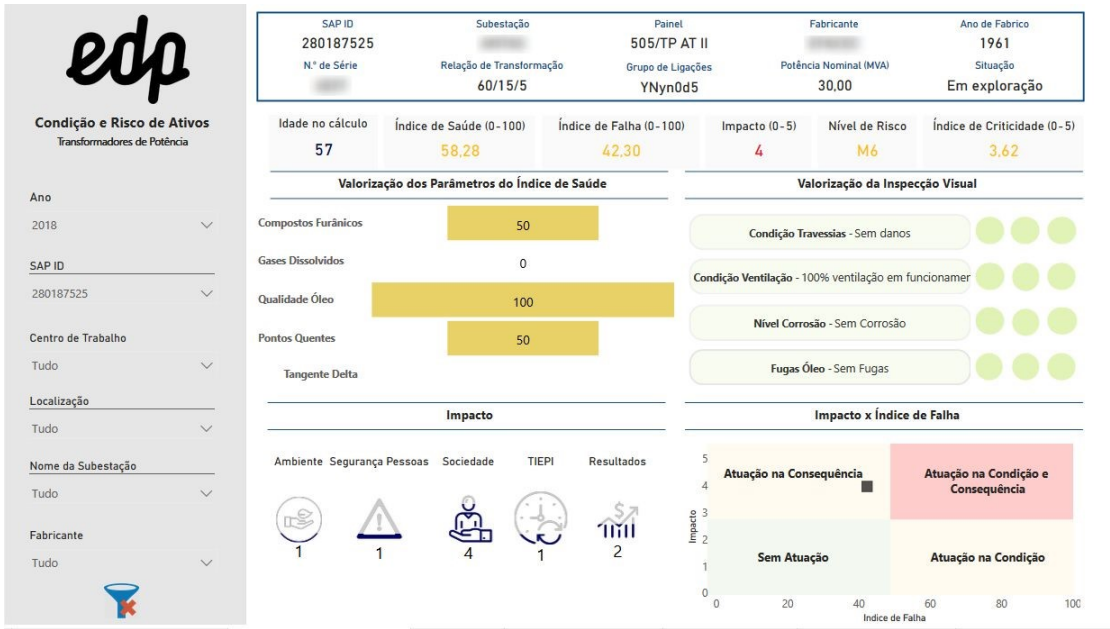 edp
Condição e Risco de Ativos
Transformadores de Potência
Ano
2018
SAP ID
280187525
Centro de Trabalho
Tudo
Localização
Tudo
Nome da Subestação
Tudo
Fabricante
Tudo
SAP ID Subestação Painel Fabricante Ano de Fabrico
280187525 505/TP AT II 1961
N.º de Série Relação de Transformação Grupo de Ligações Potência Nominal (MVA) Situação
60/15/5 YNyn0d5 30,00 Em exploração
Idade no cálculo Índice de Saúde (0-100) Índice de Falha (0-100) Impacto (0-5) Nível de Risco Índice de Criticidade (0-5)
57 58,28 42,30 4 M6 3,62
Valorização dos Parâmetros do Índice de Saúde
Compostos Furânicos 50
Gases Dissolvidos 0
Qualidade Óleo 100
Pontos Quentes 50
Tangente Delta
Valorização da Inspecção Visual
Condição Travessias - Sem danos
Condição Ventilação - 100% ventilação em funcionamer
Nível Corrosão - Sem Corrosão
Fugas Óleo - Sem Fugas
Impacto
Ambiente Segurança Pessoas Sociedade TIEPI Resultados
1 1 4 1 2
Impacto x Índice de Falha
Atuação na Consequência
Atuação na Condição e
Consequência
Sem Atuação
Atuação na Condição
Impacto
5
4
3
2
1
0
0 20 40 60 80 100
Indice de Falha